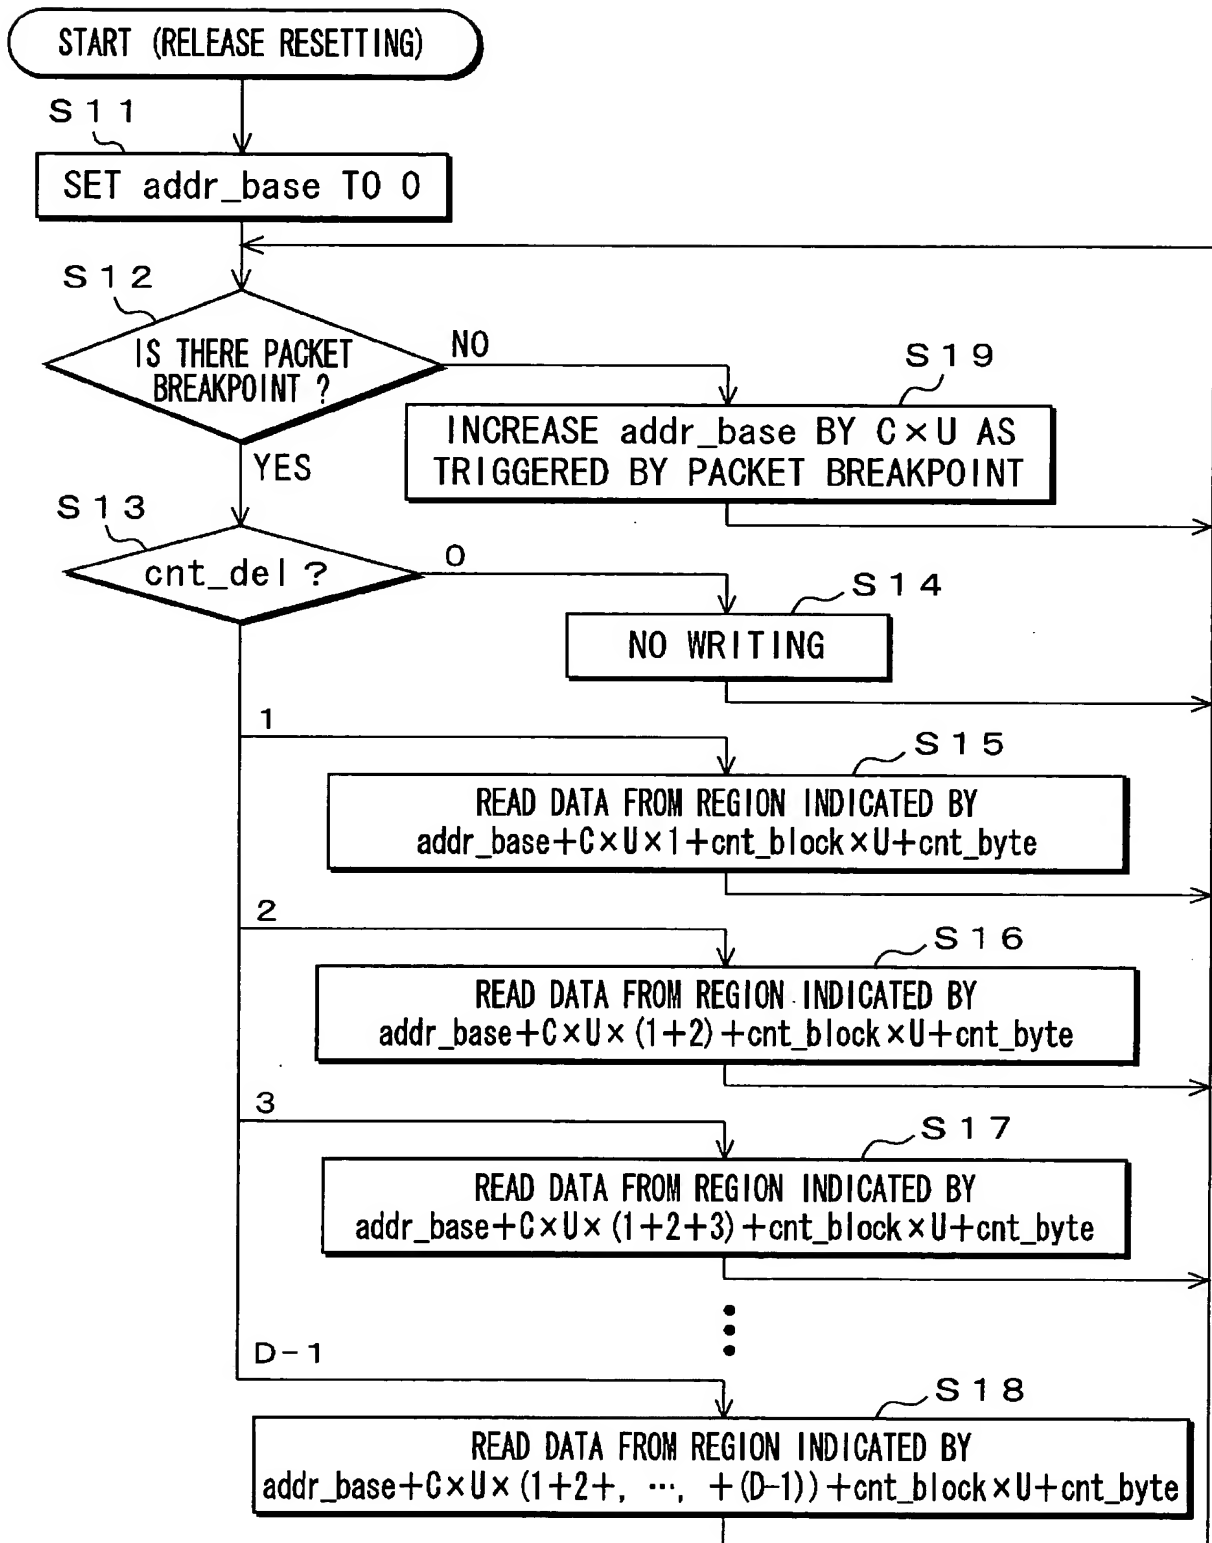 START (RELEASE RESETTING)
S11
SET addr_base TO 0
S12
IS THERE PACKET
BREAKPOINT ?
NO
YES
S19
INCREASE addr_base BY C×U AS
TRIGGERED BY PACKET BREAKPOINT
S13
cnt_del ?
0
S14
NO WRITING
1
S15
READ DATA FROM REGION INDICATED BY
addr_base+C×U×1+cnt_block×U+cnt_byte
2
S16
READ DATA FROM REGION INDICATED BY
addr_base+C×U×(1+2)+cnt_block×U+cnt_byte
3
S17
READ DATA FROM REGION INDICATED BY
addr_base+C×U×(1+2+3)+cnt_block×U+cnt_byte
D-1
S18
READ DATA FROM REGION INDICATED BY
addr_base+C×U×(1+2+, ···, +(D-1))+cnt_block×U+cnt_byte